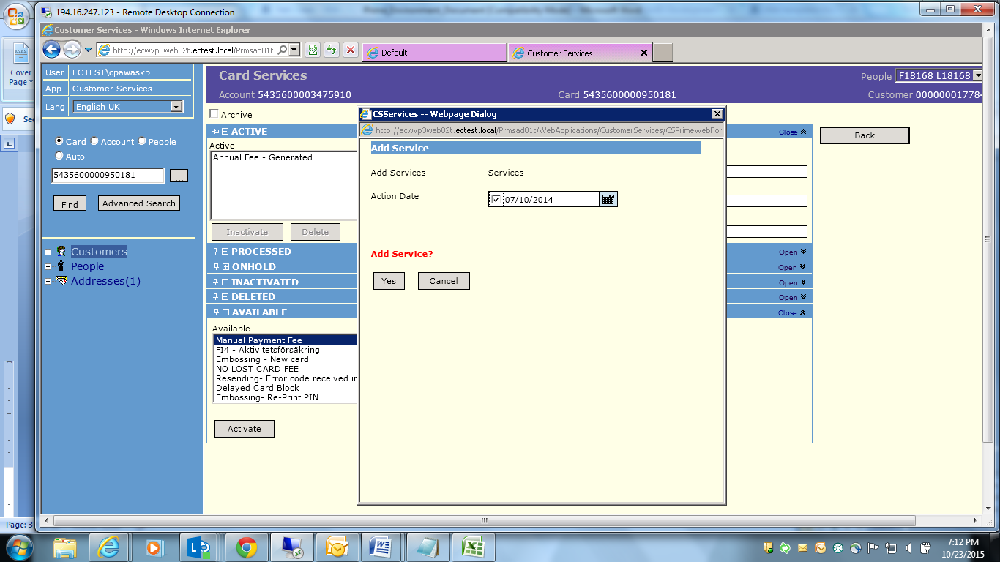 194.16.247.123 - Remote Desktop Connection
Customer Services - Windows Internet Explorer
http://ecwvp3web02t.ectest.local/Prmsad01t
Default
Customer Services
Cover
Page
User ECTEST\cpawaskp
App Customer Services
Lang English UK
Card Account People
Auto
5435600000950181
...
Find Advanced Search
Customers
People
Addresses(1)
Card Services
People F18168 L18168
Account 5435600003475910
Card 5435600000950181
Customer 000000017784
Archive
ACTIVE
Close
Active
Annual Fee - Generated
Inactivate Delete
PROCESSED
Open
ONHOLD
Open
INACTIVATED
Open
DELETED
Open
AVAILABLE
Close
Available
Manual Payment Fee
FI4 - Aktivitetsförsäkring
Embossing - New card
NO LOST CARD FEE
Resending- Error code received in
Delayed Card Block
Embossing- Re-Print PIN
Activate
Back
CSServices -- Webpage Dialog
http://ecwvp3web02t.ectest.local/Prmsad01t/WebApplications/CustomerServices/CSPrimeWebFor
Add Service
Add Services Services
Action Date 07/10/2014
Add Service?
Yes Cancel
Page: 37
7:12 PM
10/23/2015